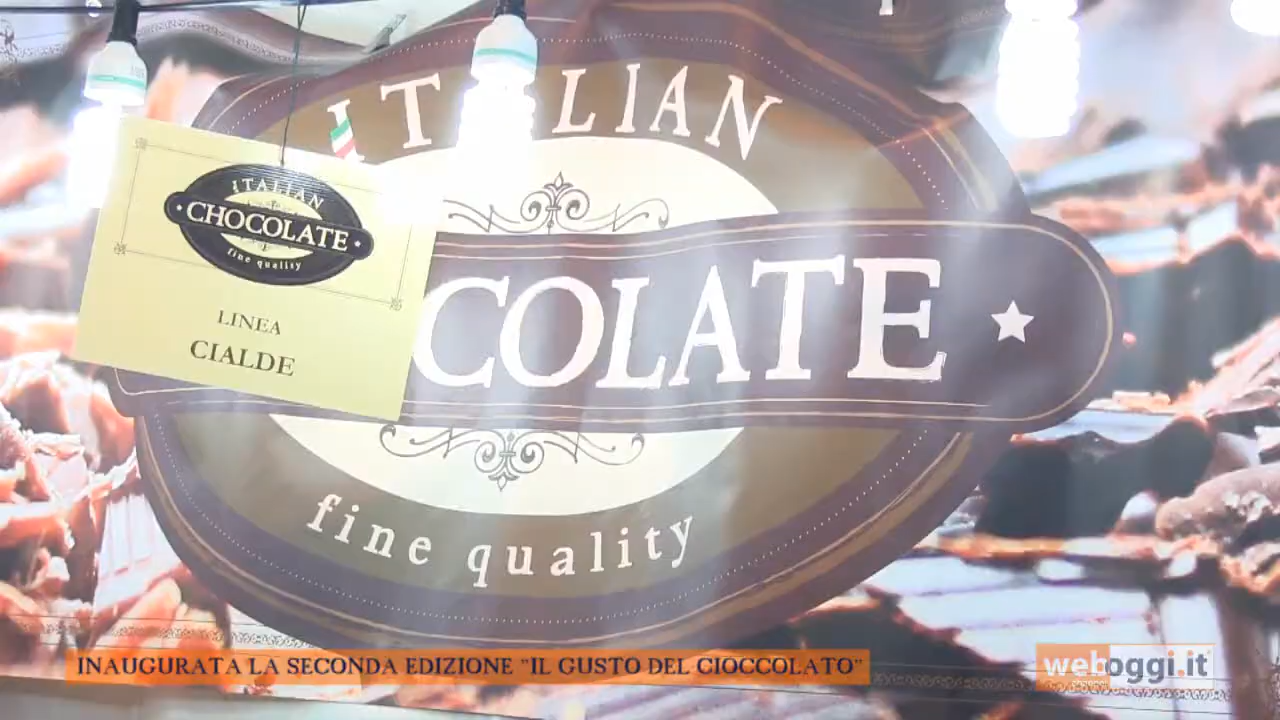 ITALIAN
COLATE
fine quality
ITALIAN
CHOCOLATE
fine quality
LINEA
CIALDE
INAUGURATA LA SECONDA EDIZIONE "IL GUSTO DEL CIOCCOLATO"
weboggi.it